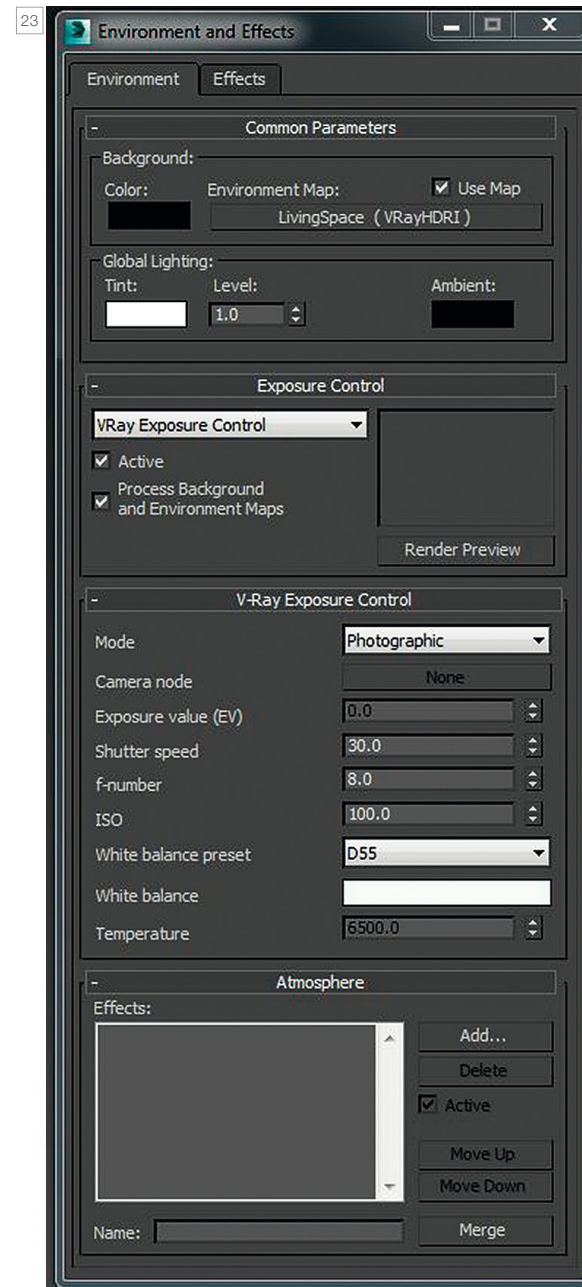 23
Environment and Effects
Environment Effects
- Common Parameters
Background:
Color: Environment Map: Use Map
LivingSpace ( VRayHDRI )
Global Lighting:
Tint: Level: Ambient:
1.0
- Exposure Control
VRay Exposure Control
Active
Process Background
and Environment Maps
Render Preview
- V-Ray Exposure Control
Mode Photographic
Camera node None
Exposure value (EV) 0.0
Shutter speed 30.0
f-number 8.0
ISO 100.0
White balance preset D55
White balance
Temperature 6500.0
- Atmosphere
Effects:
Add...
Delete
Active
Move Up
Move Down
Name: Merge